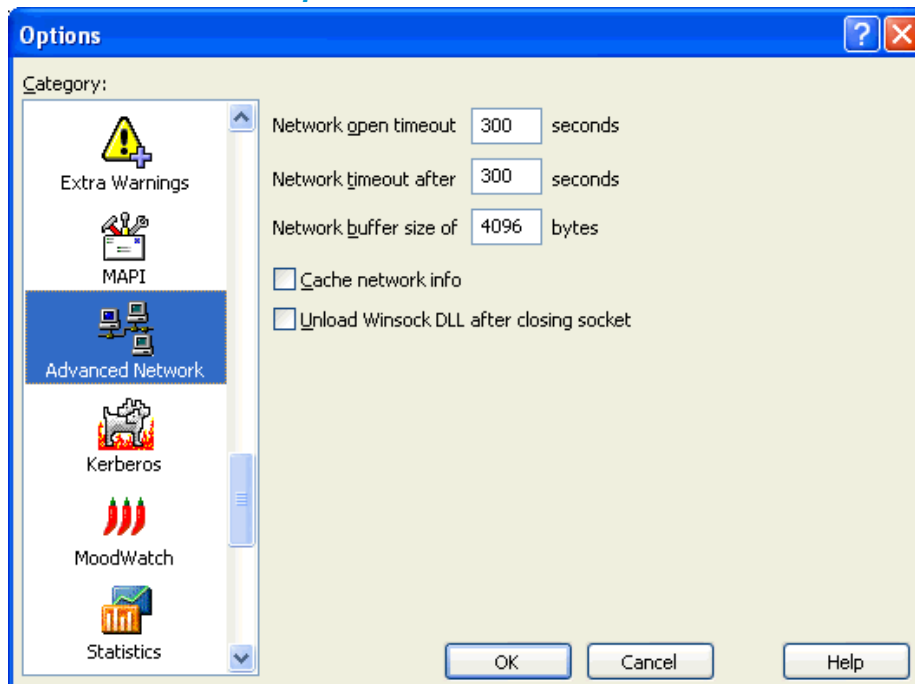 Options
Category:
Extra Warnings
MAPI
Advanced Network
Kerberos
MoodWatch
Statistics
Network open timeout 300 seconds
Network timeout after 300 seconds
Network buffer size of 4096 bytes
Cache network info
Unload Winsock DLL after closing socket
OK Cancel Help